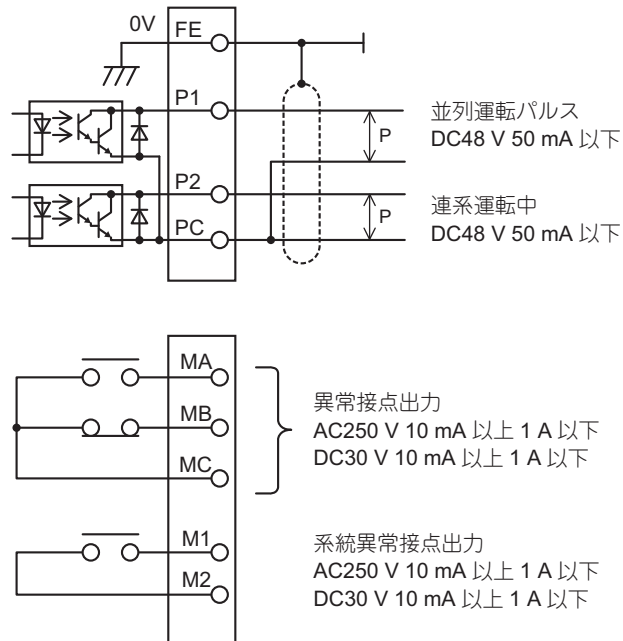 0V
FE
P1
P
並列運転パルス
DC48 V 50 mA 以下
P2
P
連系運転中
DC48 V 50 mA 以下
PC
MA
MB
MC
異常接点出力
AC250 V 10 mA 以上 1 A 以下
DC30 V 10 mA 以上 1 A 以下
M1
M2
系統異常接点出力
AC250 V 10 mA 以上 1 A 以下
DC30 V 10 mA 以上 1 A 以下